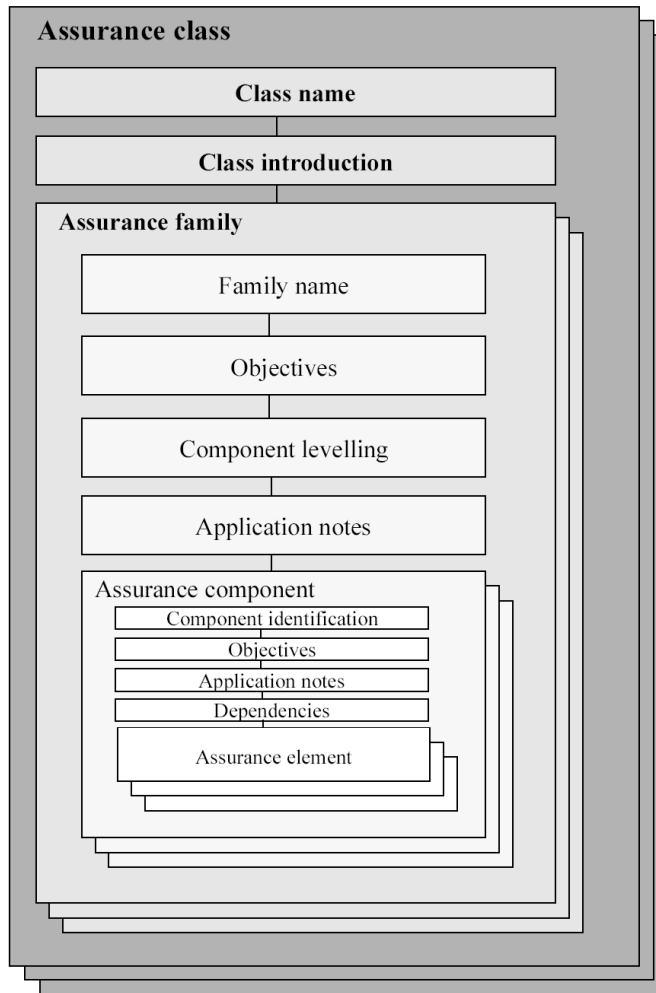 Assurance class
Class name
Class introduction
Assurance family
Family name
Objectives
Component levelling
Application notes
Assurance component
Component identification
Objectives
Application notes
Dependencies
Assurance element